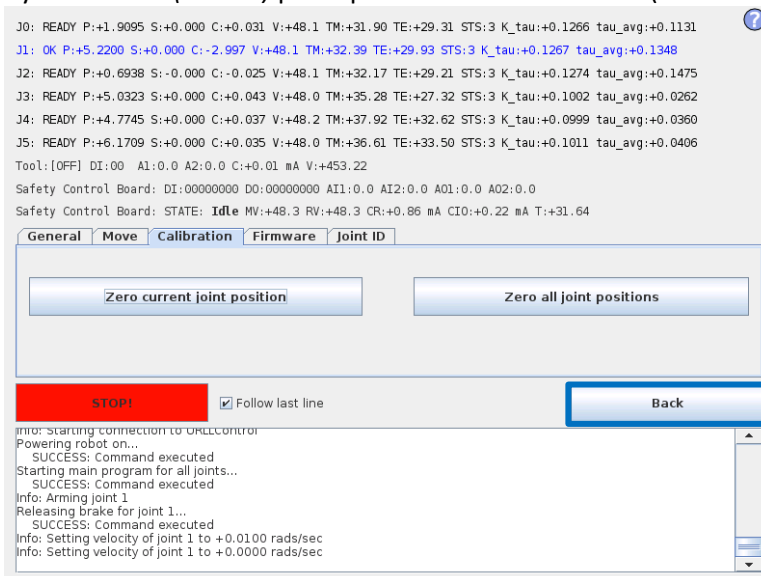 J0: READY P:+1.9095 S:+0.000 C:+0.031 V:+48.1 TM:+31.90 TE:+29.31 STS:3 K_tau:+0.1266 tau_avg:+0.1131
J1: OK P:+5.2200 S:+0.000 C:-2.997 V:+48.1 TM:+32.39 TE:+29.93 STS:3 K_tau:+0.1267 tau_avg:+0.1348
J2: READY P:+0.6938 S:-0.000 C:-0.025 V:+48.1 TM:+32.17 TE:+29.21 STS:3 K_tau:+0.1274 tau_avg:+0.1475
J3: READY P:+5.0323 S:+0.000 C:+0.043 V:+48.0 TM:+35.28 TE:+27.32 STS:3 K_tau:+0.1002 tau_avg:+0.0262
J4: READY P:+4.7745 S:+0.000 C:+0.037 V:+48.2 TM:+37.92 TE:+32.62 STS:3 K_tau:+0.0999 tau_avg:+0.0360
J5: READY P:+6.1709 S:+0.000 C:+0.035 V:+48.0 TM:+36.61 TE:+33.50 STS:3 K_tau:+0.1011 tau_avg:+0.0406
Tool:[OFF] DI:00 A1:0.0 A2:0.0 C:+0.01 mA V:+453.22
Safety Control Board: DI:00000000 DO:00000000 AI1:0.0 AI2:0.0 AO1:0.0 AO2:0.0
Safety Control Board: STATE: Idle MV:+48.3 RV:+48.3 CR:+0.86 mA CIO:+0.22 mA T:+31.64
General Move Calibration Firmware Joint ID
Zero current joint position Zero all joint positions
STOP! Follow last line Back
Info: Starting connection to URLLControl
Powering robot on...
SUCCESS: Command executed
Starting main program for all joints...
SUCCESS: Command executed
Info: Arming joint 1
Releasing brake for joint 1...
SUCCESS: Command executed
Info: Setting velocity of joint 1 to +0.0100 rads/sec
Info: Setting velocity of joint 1 to +0.0000 rads/sec